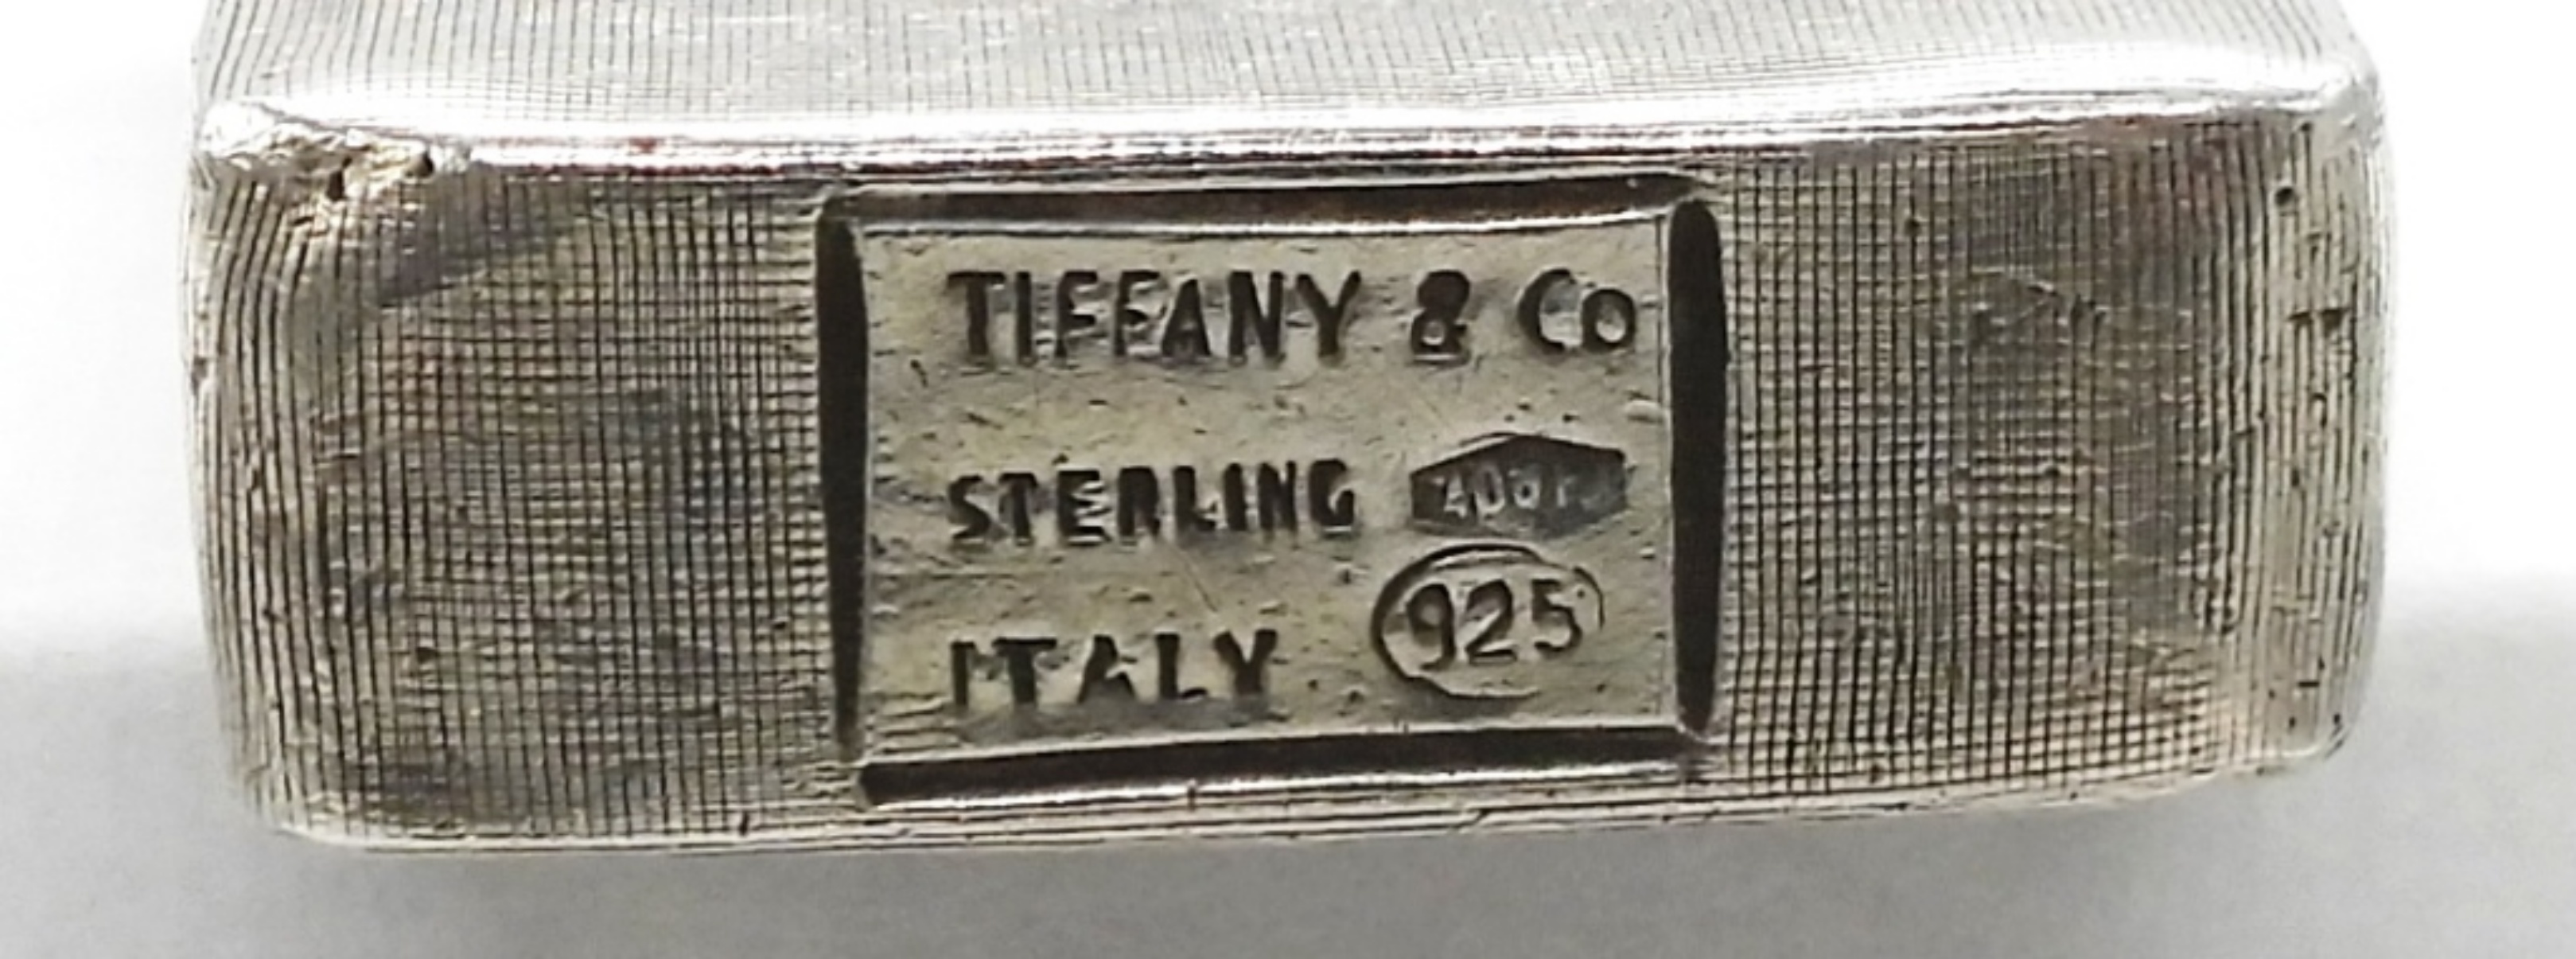 TIFFANY & Co
STERLING
ITALY 925